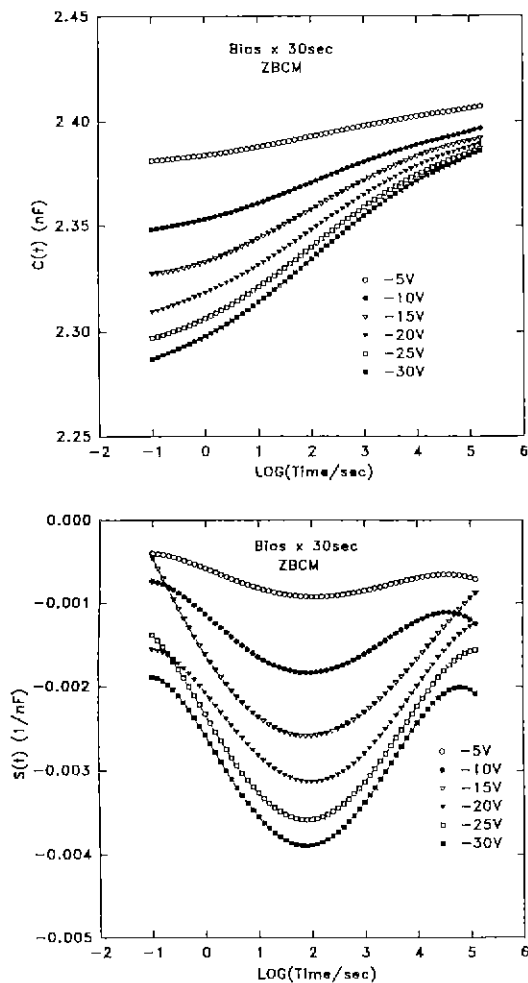 Bias x 30sec
ZBCM
2.40
2.35
2.30
2.25
C(t) (nF)
-5V
-10V
-15V
-20V
-25V
-30V
-2 -1 0 1 2 3 4 5 6
LOG(Time/sec)
0.000
-0.001
-0.002
-0.003
-0.004
-0.005
S(t) (1/nF)
Bias x 30sec
ZBCM
-5V
-10V
-15V
-20V
-25V
-30V
-2 -1 0 1 2 3 4 5 6
LOG(Time/sec)